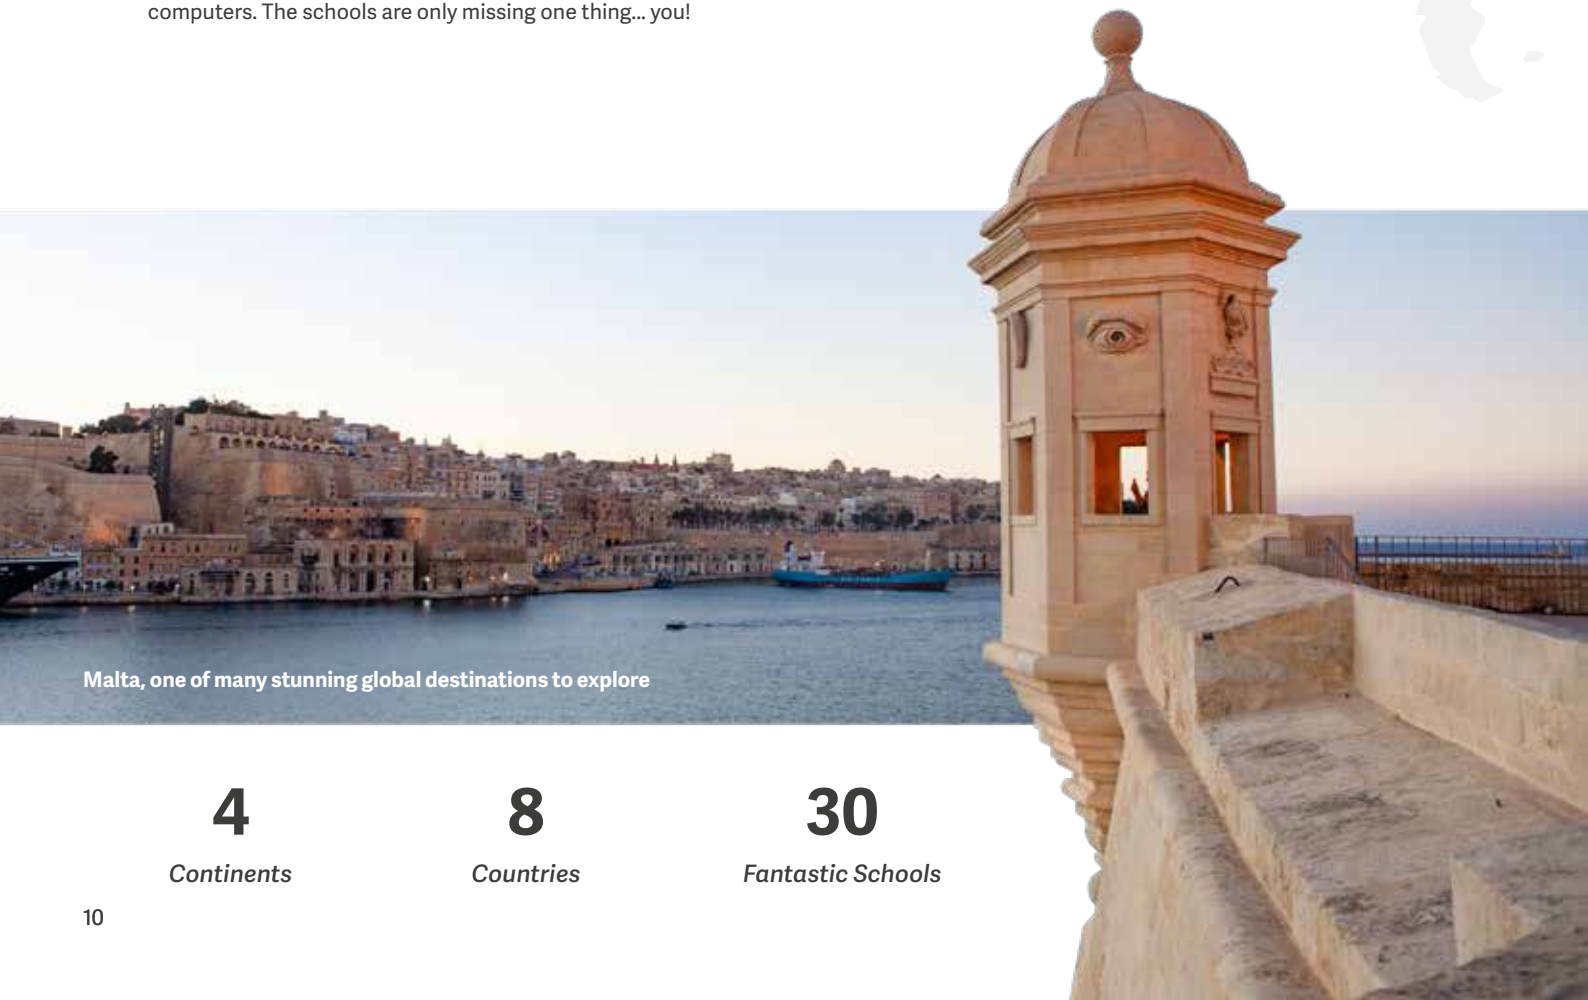 computers. The schools are only missing one thing... you!
Malta, one of many stunning global destinations to explore
4
Continents
8
Countries
30
Fantastic Schools
10